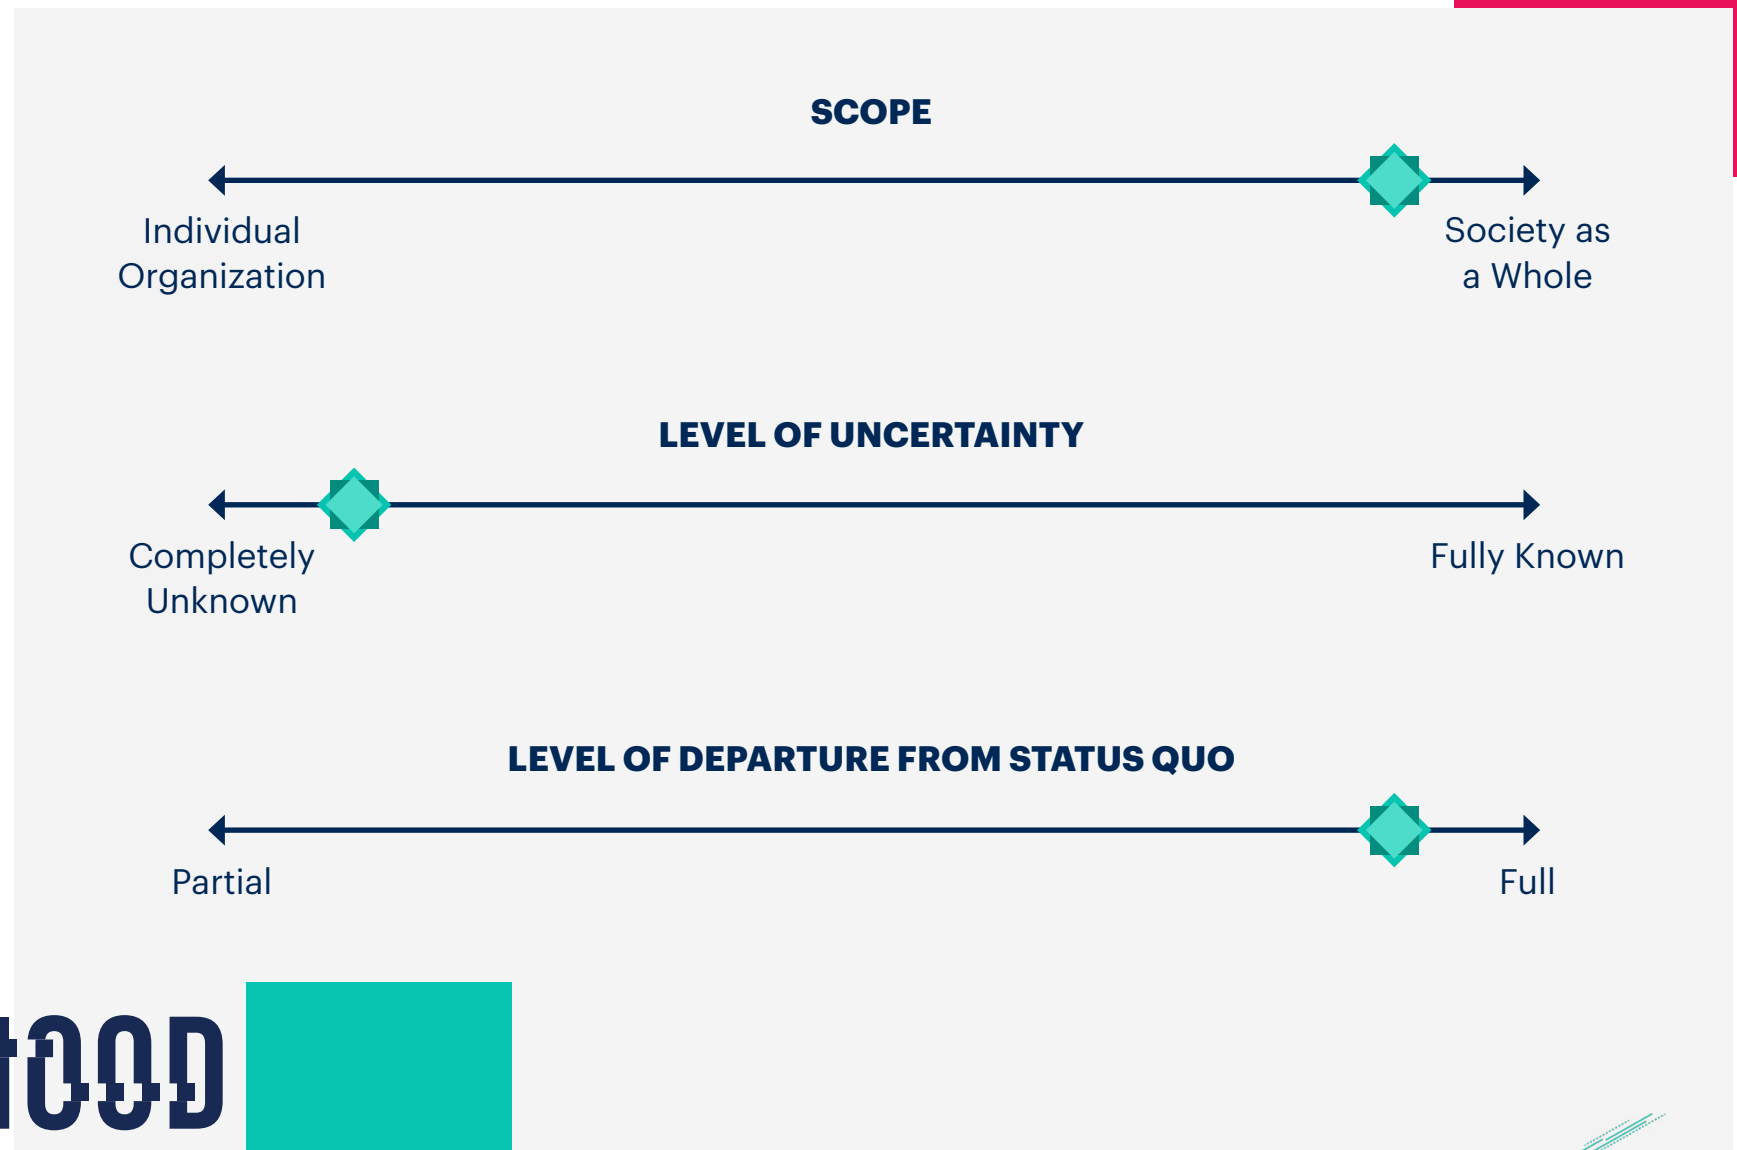 SCOPE
Individual
Organization
Society as
a Whole
LEVEL OF UNCERTAINTY
Completely
Unknown
Fully Known
LEVEL OF DEPARTURE FROM STATUS QUO
Partial
Full
OOD